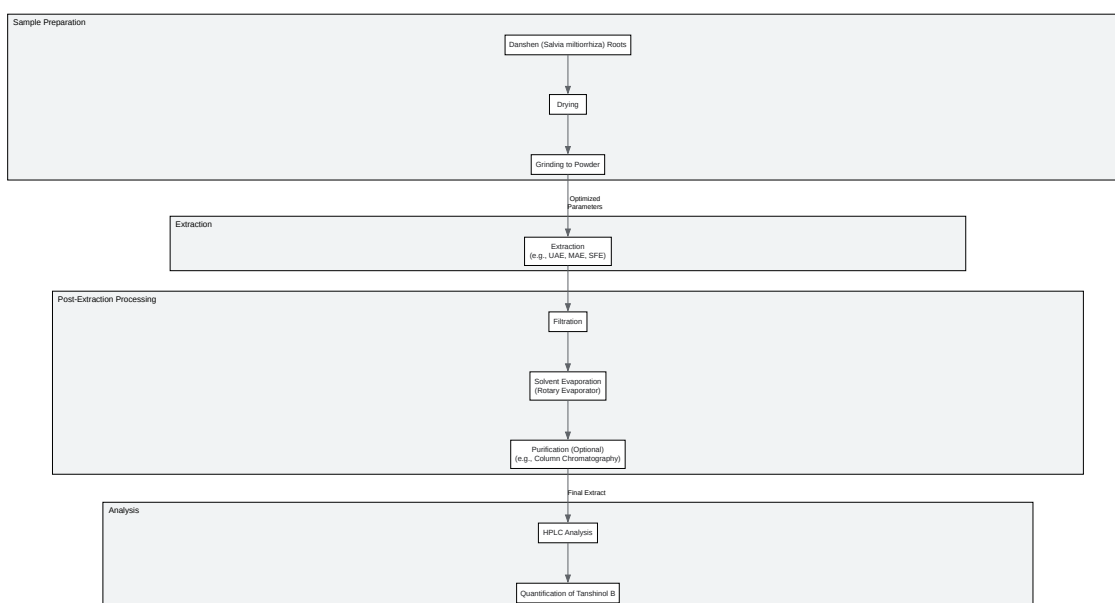 Sample Preparation
Danshen (Salvia miltiorrhiza) Roots
Drying
Grinding to Powder
Optimized
Parameters
Extraction
Extraction
(e.g., UAE, MAE, SFE)
Post-Extraction Processing
Filtration
Solvent Evaporation
(Rotary Evaporator)
Purification (Optional)
(e.g., Column Chromatography)
Final Extract
Analysis
HPLC Analysis
Quantification of Tanshinol B